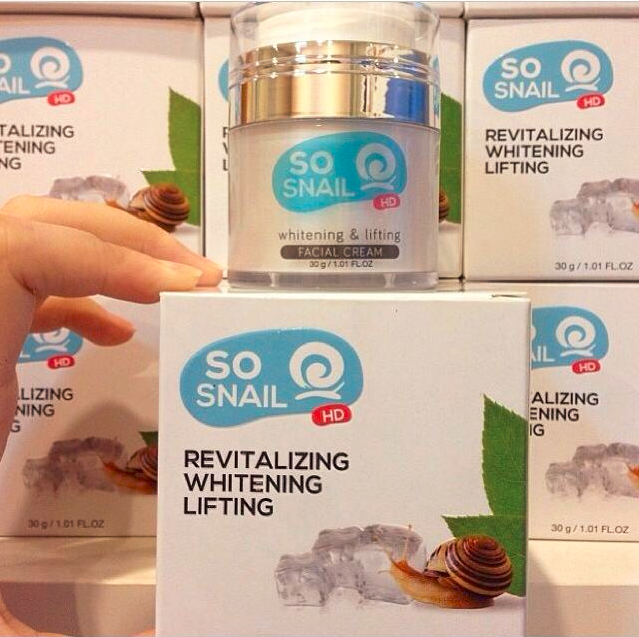 SO
SNAIL
HD
REVITALIZING
WHITENING
LIFTING
30 g / 1.01 FL.OZ
SO
SNAIL
HD
whitening & lifting
FACIAL CREAM
30 g / 1.01 FL.OZ
SO
SNAIL
HD
REVITALIZING
WHITENING
LIFTING
HD
30 g / 1.01 FL.OZ
HD
30 g / 1.01 FL.OZ